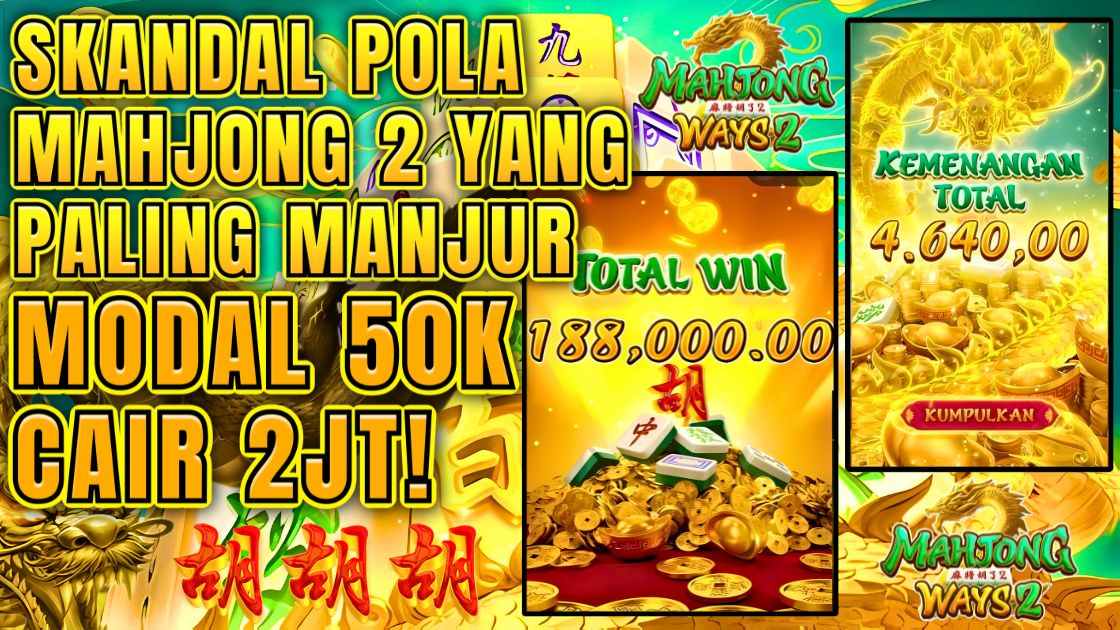 SKANDAL POLA
MAHJONG 2 YANG
PALING MANJUR
MODAL 50K
CAIR 2JT!
胡胡胡
九
MAHJONG
麻將胡了2
WAYS 2
TOTAL WIN
188,000.00
胡
中
KEMENANGAN
TOTAL
4.640,00
KUMPULKAN
MAHJONG
麻將胡了2
WAYS 2